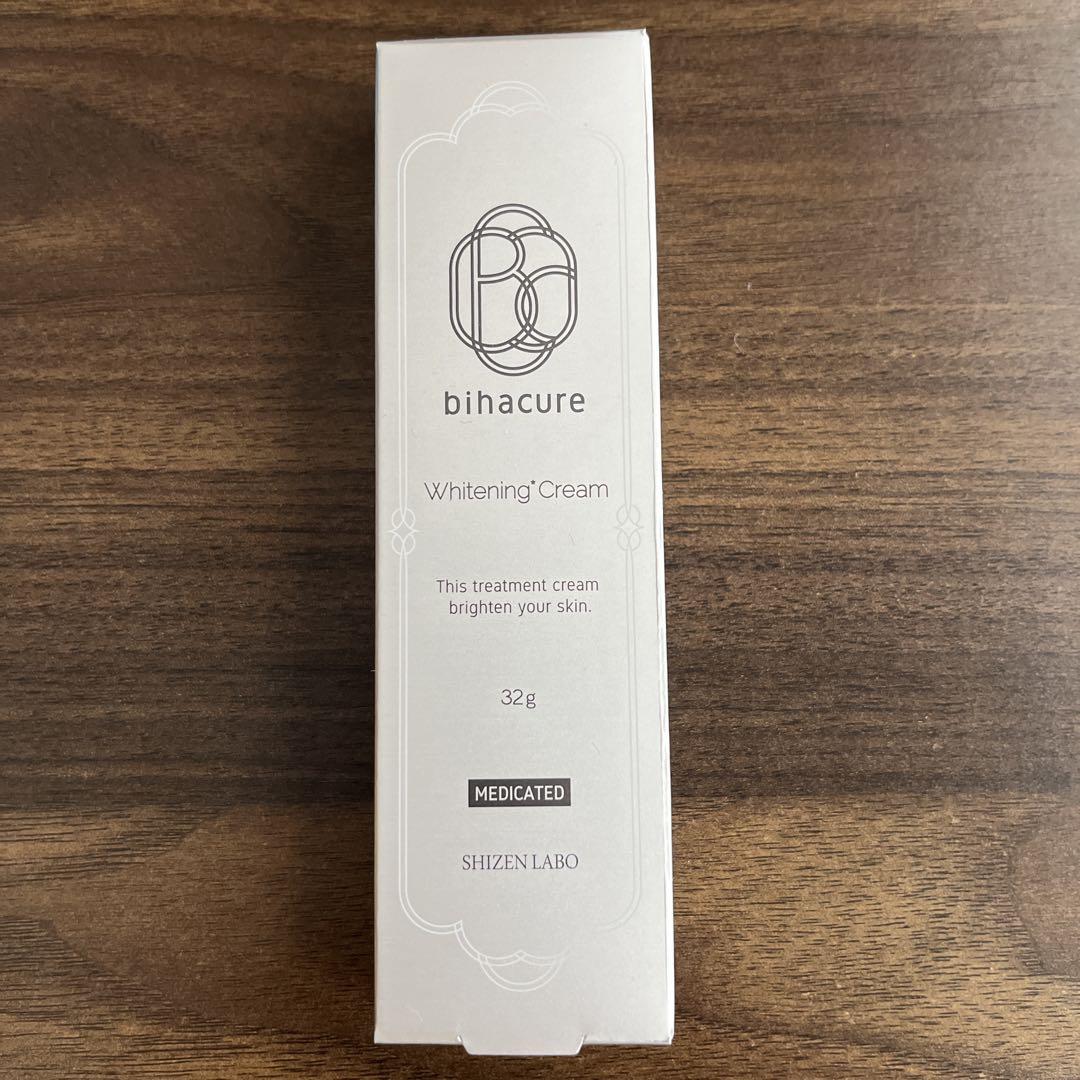 bihacure
Whitening* Cream
This treatment cream
brighten your skin.
32g
MEDICATED
SHIZEN LABO